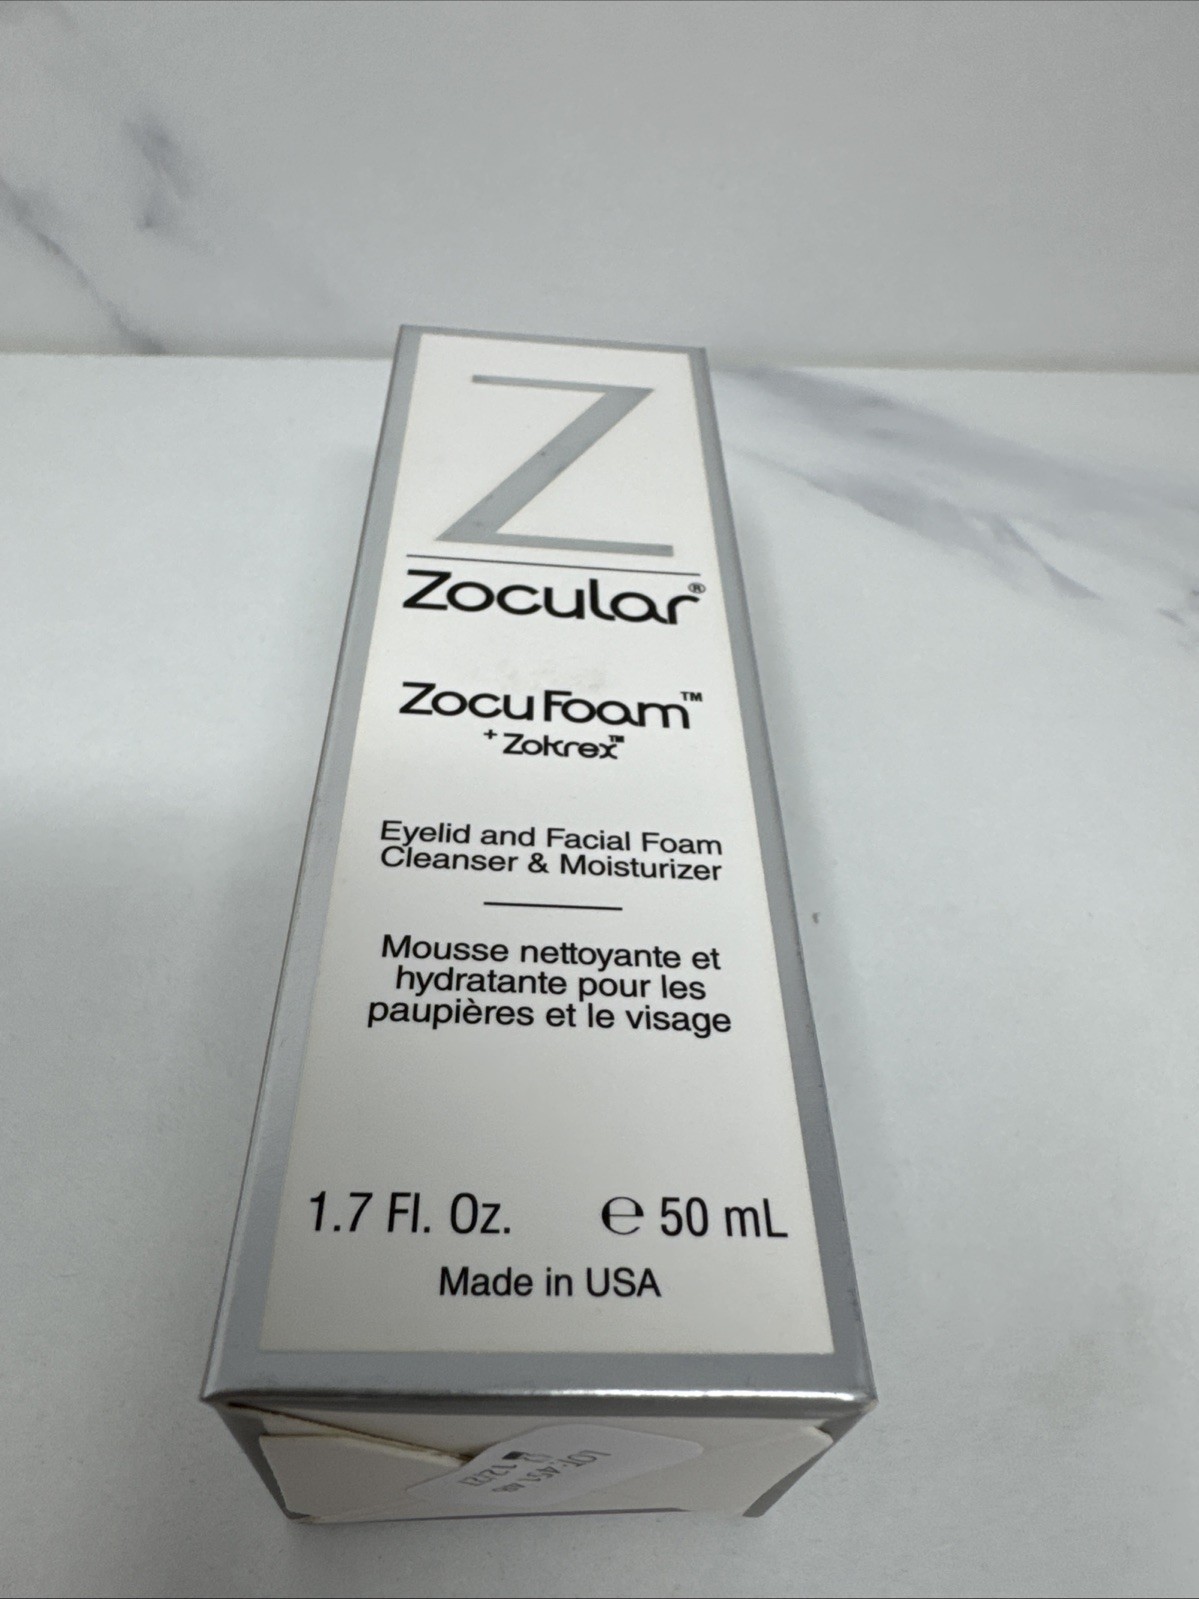 Z
Zocular®
ZocuFoam™
+ Zokrex™
Eyelid and Facial Foam
Cleanser & Moisturizer
Mousse nettoyante et
hydratante pour les
paupières et le visage
1.7 Fl. Oz. ℮ 50 mL
Made in USA
LOT: